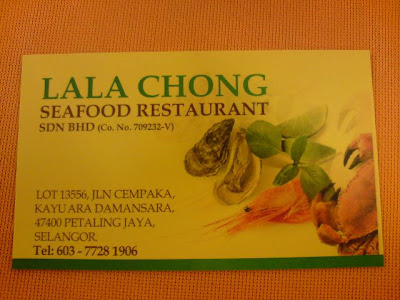 LALA CHONG
SEAFOOD RESTAURANT
SDN BHD (Co. No. 709232-V)
LOT 13556, JLN CEMPAKA,
KAYU ARA DAMANSARA,
47400 PETALING JAYA,
SELANGOR.
Tel: 603 - 7728 1906